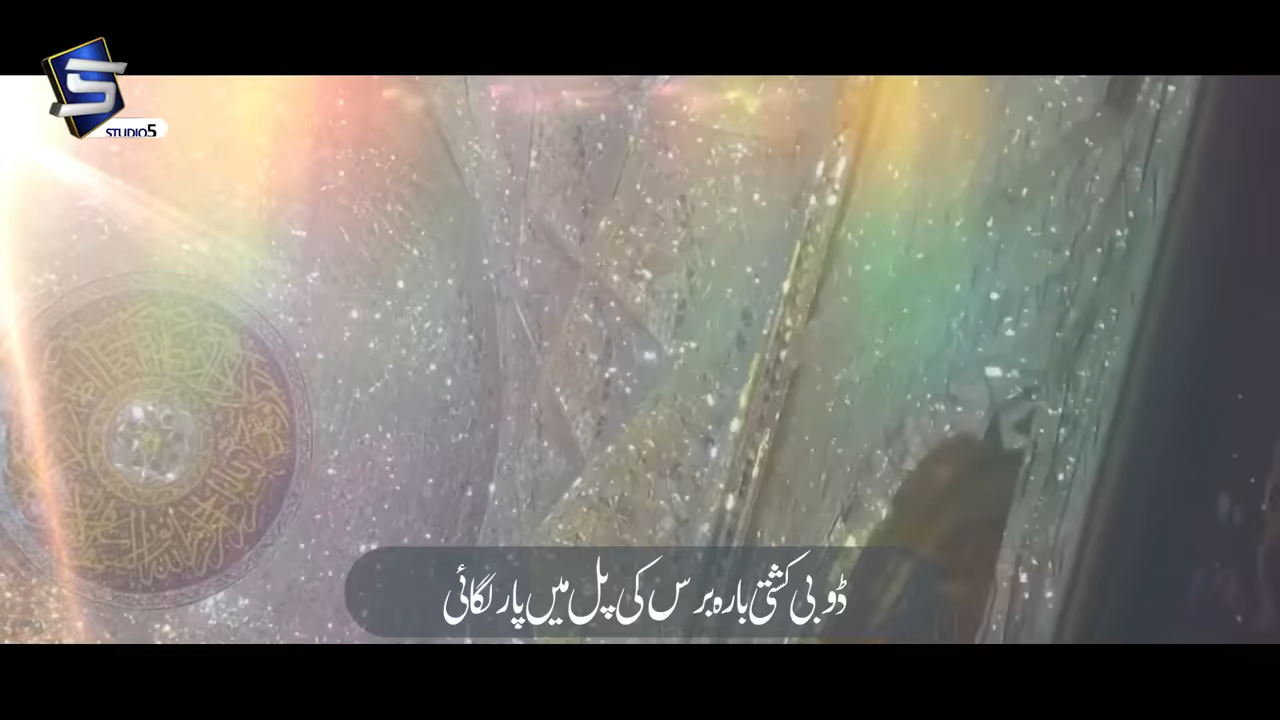 STUDIO5
ڈوبی کشتی بارہ برس کی پل میں پار لگائی